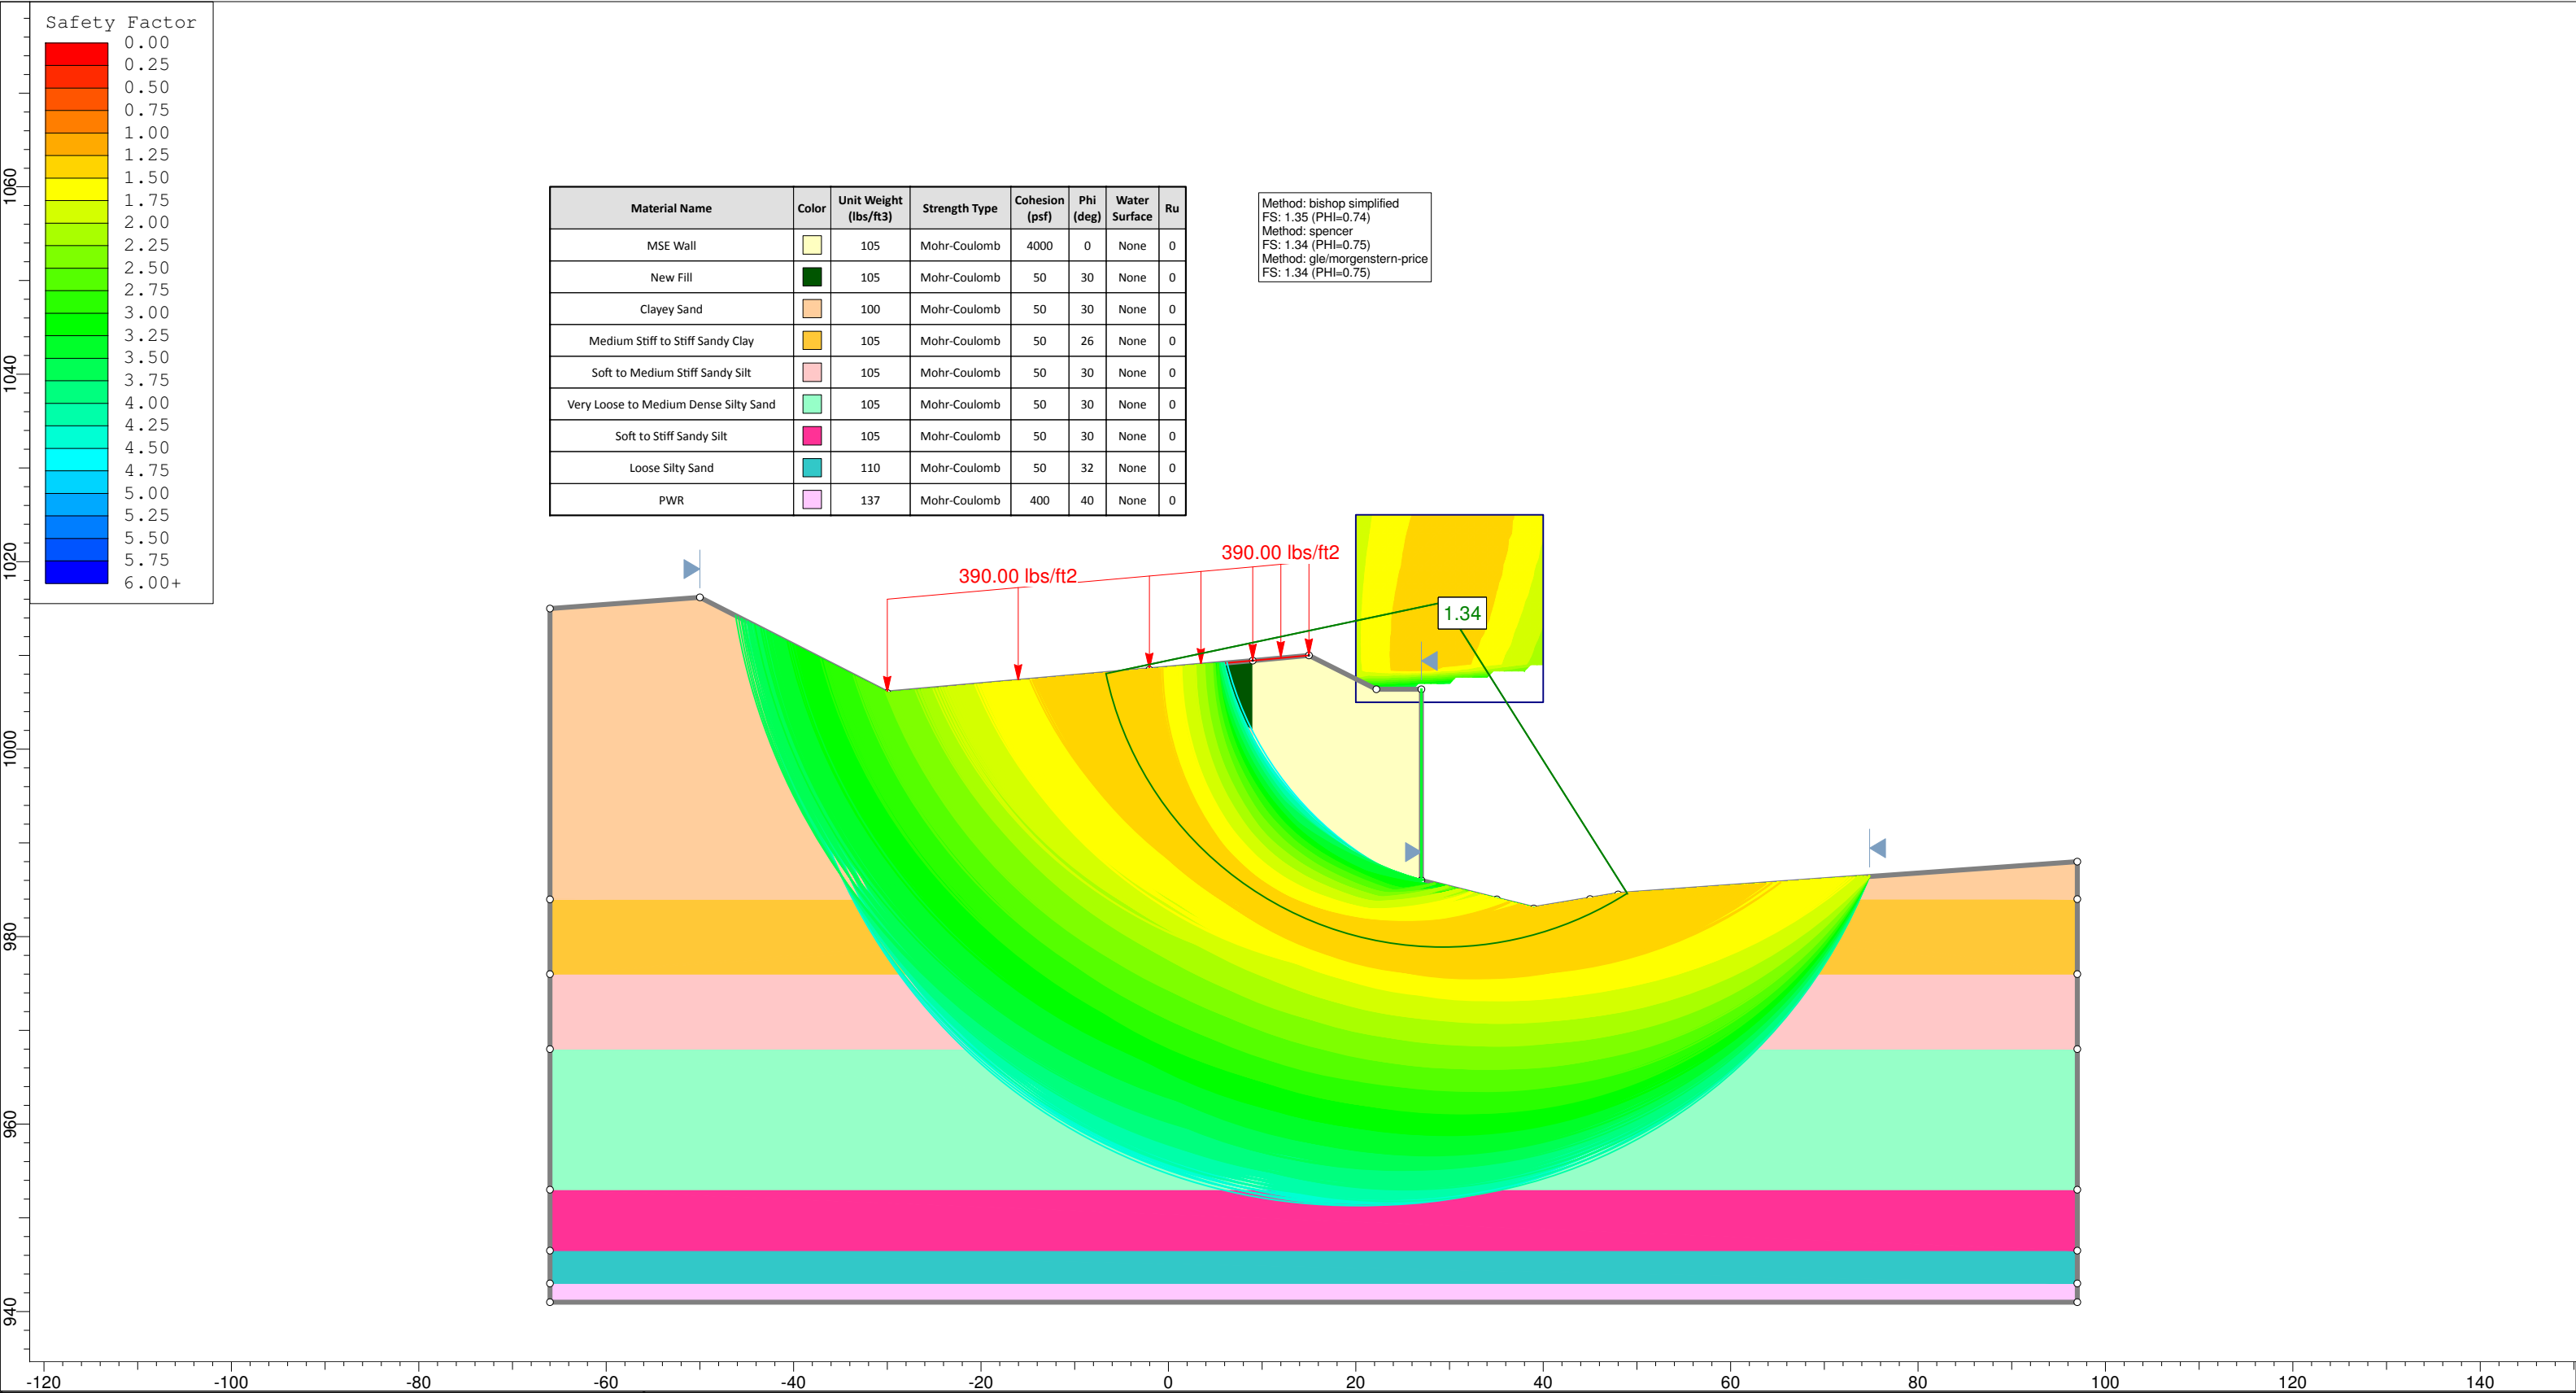 Safety Factor
0.00
0.25
0.50
0.75
1.00
1.25
1.50
1.75
2.00
2.25
2.50
2.75
3.00
3.25
3.50
3.75
4.00
4.25
4.50
4.75
5.00
5.25
5.50
5.75
6.00+
Material Name Color Unit Weight (lbs/ft3) Strength Type Cohesion (psf) Phi (deg) Water Surface Ru
MSE Wall 105 Mohr-Coulomb 4000 0 None 0
New Fill 105 Mohr-Coulomb 50 30 None 0
Clayey Sand 100 Mohr-Coulomb 50 30 None 0
Medium Stiff to Stiff Sandy Clay 105 Mohr-Coulomb 50 26 None 0
Soft to Medium Stiff Sandy Silt 105 Mohr-Coulomb 50 30 None 0
Very Loose to Medium Dense Silty Sand 105 Mohr-Coulomb 50 30 None 0
Soft to Stiff Sandy Silt 105 Mohr-Coulomb 50 30 None 0
Loose Silty Sand 110 Mohr-Coulomb 50 32 None 0
PWR 137 Mohr-Coulomb 400 40 None 0
Method: bishop simplified
FS: 1.35 (PHI=0.74)
Method: spencer
FS: 1.34 (PHI=0.75)
Method: gle/morgenstern-price
FS: 1.34 (PHI=0.75)
390.00 lbs/ft2
390.00 lbs/ft2
1.34
1060
1040
1020
1000
980
960
940
-120 -100 -80 -60 -40 -20 0 20 40 60 80 100 120 140